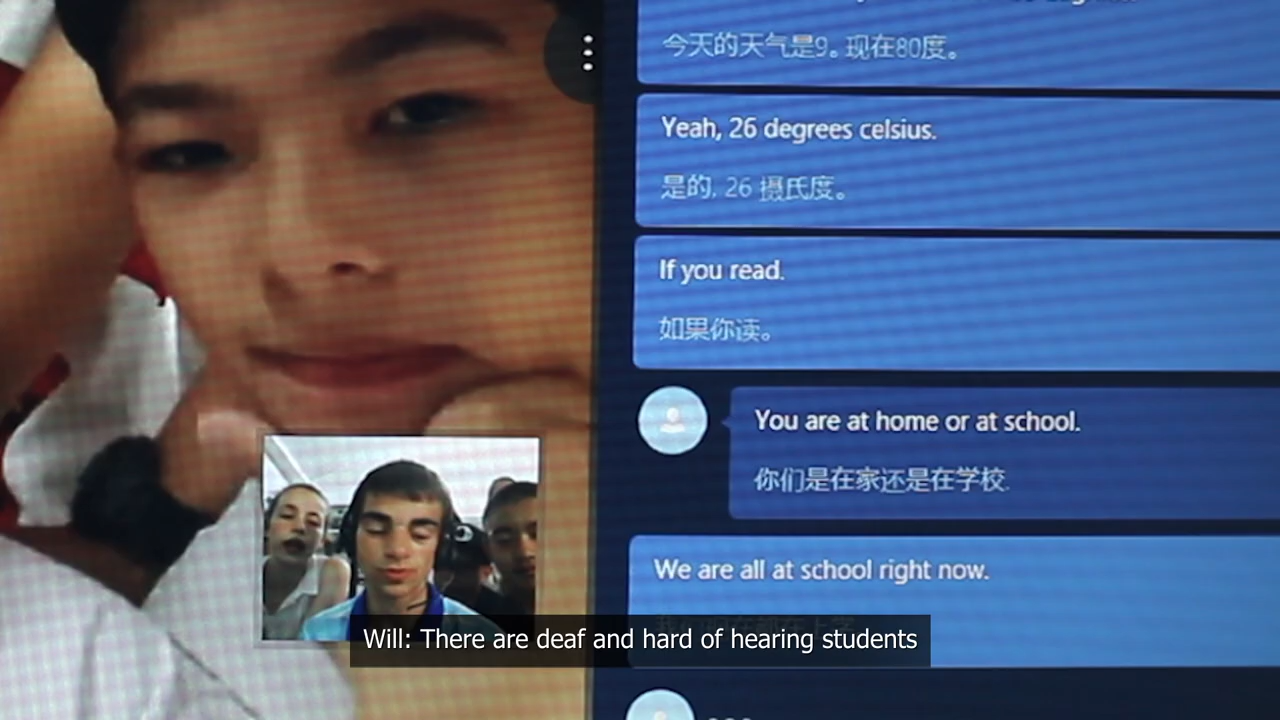 今天的天气是9。现在80度。
Yeah, 26 degrees celsius.
是的, 26 摄氏度。
If you read.
如果你读。
You are at home or at school.
你们是在家还是在学校.
We are all at school right now.
Will: There are deaf and hard of hearing students